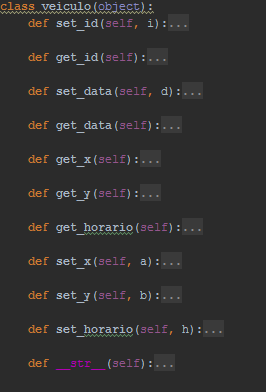 class veiculo(object):
def set_id(self, i):...
def get_id(self):...
def set_data(self, d):...
def get_data(self):...
def get_x(self):...
def get_y(self):...
def get_horario(self):...
def set_x(self, a):...
def set_y(self, b):...
def set_horario(self, h):...
def __str__(self):...